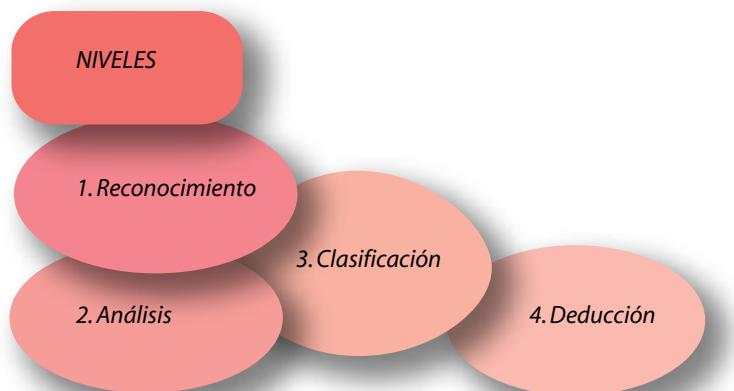 NIVELES
1. Reconocimiento
2. Análisis
3. Clasificación
4. Deducción